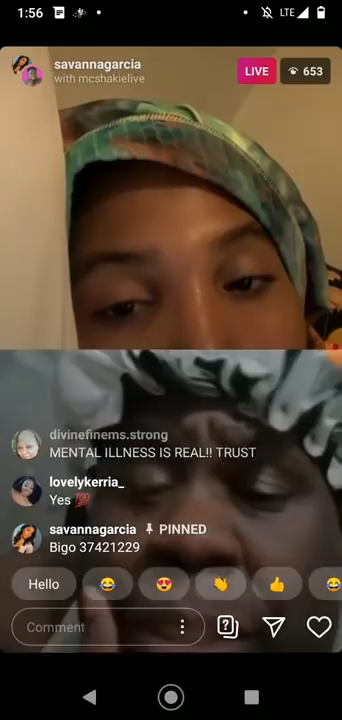 1:56
LTE
savannagarcia
with mcshakielive
LIVE
653
divinefinems.strong
MENTAL ILLNESS IS REAL!! TRUST
lovelykerria_
Yes 💯
savannagarcia PINNED
Bigo 37421229
Hello 😂 😍 👏 👍 😂
Comment